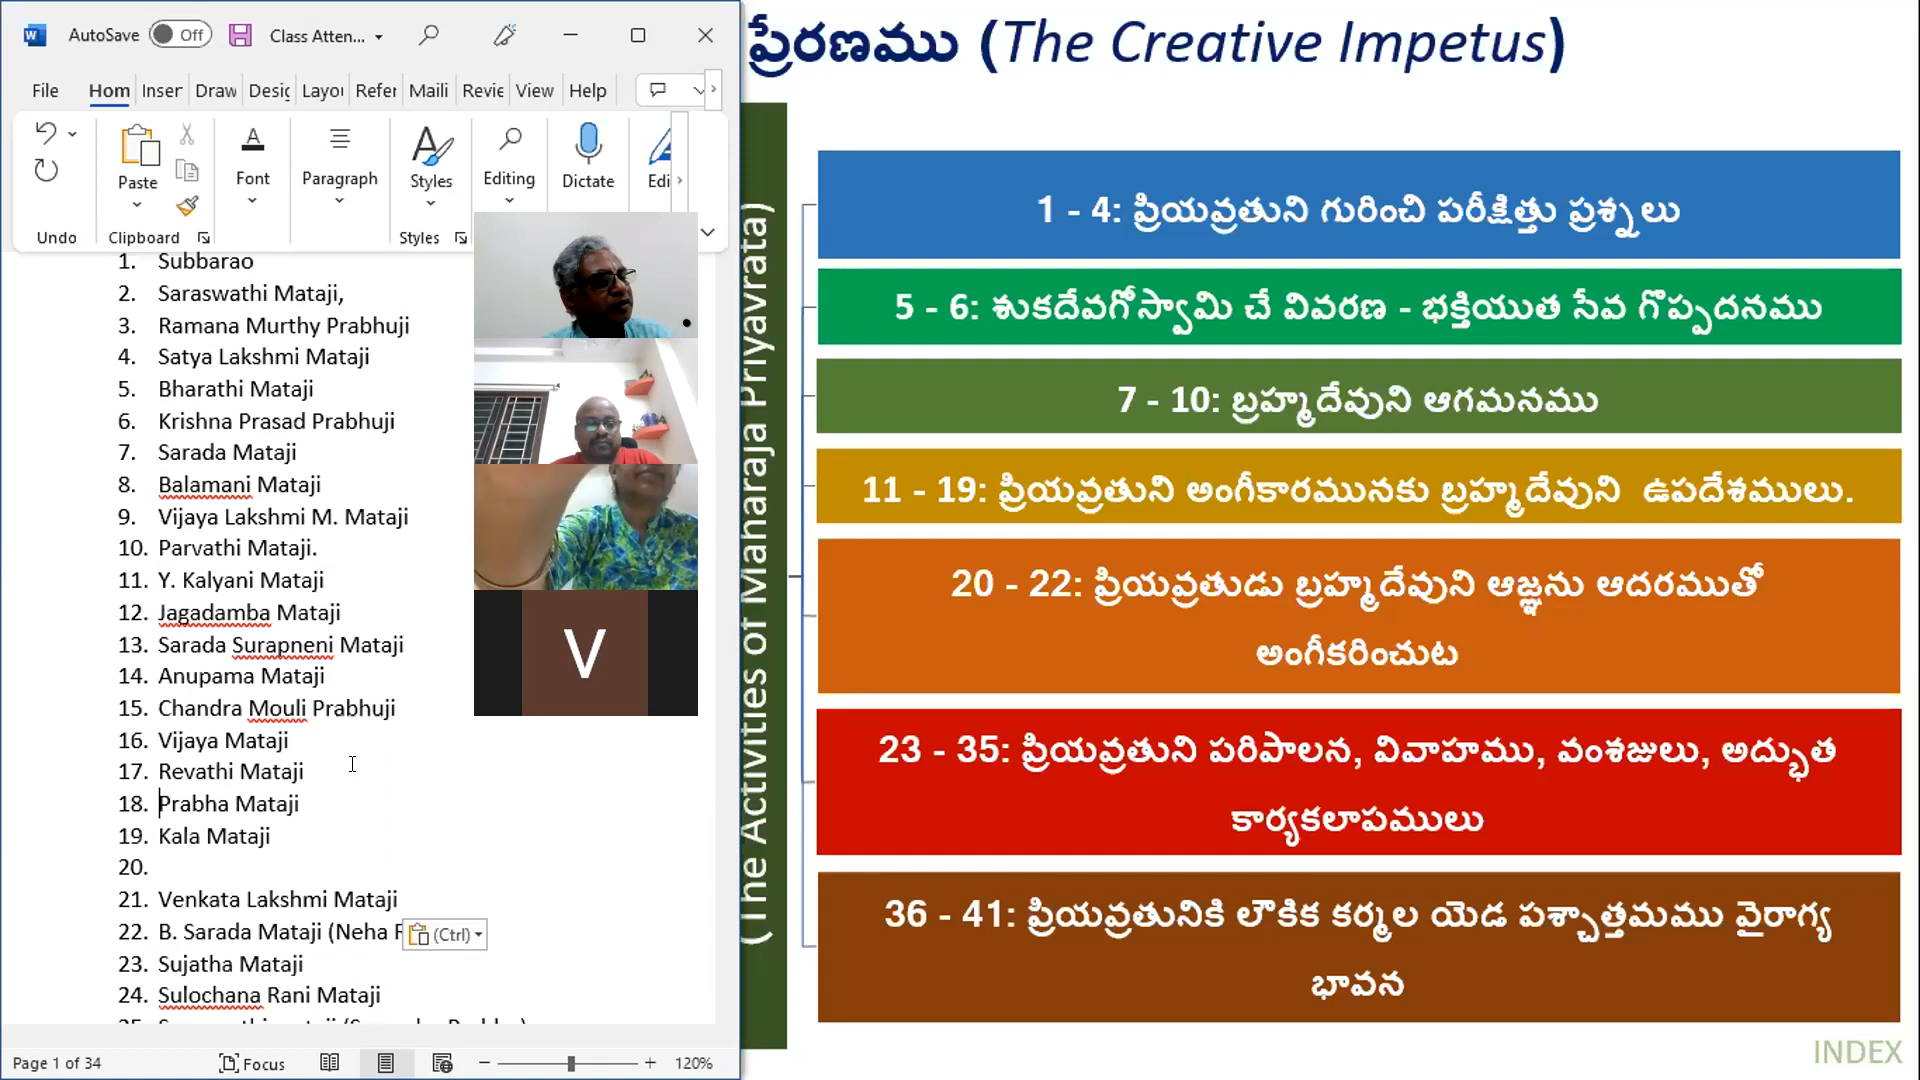 AutoSave Off Class Atten...
File Hom Inser Draw Desig Layou Refer Maili Revie View Help
Paste Font Paragraph Styles Editing Dictate Edi
Undo Clipboard Styles
1. Subbarao
2. Saraswathi Mataji,
3. Ramana Murthy Prabhuji
4. Satya Lakshmi Mataji
5. Bharathi Mataji
6. Krishna Prasad Prabhuji
7. Sarada Mataji
8. Balamani Mataji
9. Vijaya Lakshmi M. Mataji
10. Parvathi Mataji.
11. Y. Kalyani Mataji
12. Jagadamba Mataji
13. Sarada Surapneni Mataji
14. Anupama Mataji
15. Chandra Mouli Prabhuji
16. Vijaya Mataji
17. Revathi Mataji
18. Prabha Mataji
19. Kala Mataji
20.
21. Venkata Lakshmi Mataji
22. B. Sarada Mataji (Neha
(Ctrl)
23. Sujatha Mataji
24. Sulochana Rani Mataji
V
Page 1 of 34 Focus 120%
ప్రేరణము (The Creative Impetus)
(The Activities of Maharaja Priyavrata)
1 - 4: ప్రియవ్రతుని గురించి పరీక్షిత్తు ప్రశ్నలు
5 - 6: శుకదేవగోస్వామి చే వివరణ - భక్తియుత సేవ గొప్పదనము
7 - 10: బ్రహ్మదేవుని ఆగమనము
11 - 19: ప్రియవ్రతుని అంగీకారమునకు బ్రహ్మదేవుని ఉపదేశములు.
20 - 22: ప్రియవ్రతుడు బ్రహ్మదేవుని ఆజ్ఞను ఆదరముతో
అంగీకరించుట
23 - 35: ప్రియవ్రతుని పరిపాలన, వివాహము, వంశజులు, అద్భుత
కార్యకలాపములు
36 - 41: ప్రియవ్రతునికి లౌకిక కర్మల యెడ పశ్చాత్తమము వైరాగ్య
భావన
INDEX